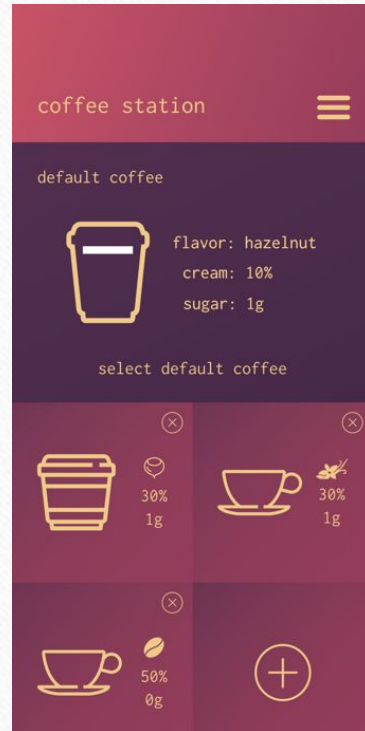 coffee station
default coffee
flavor: hazelnut
cream: 10%
sugar: 1g
select default coffee
30%
1g
30%
1g
50%
0g